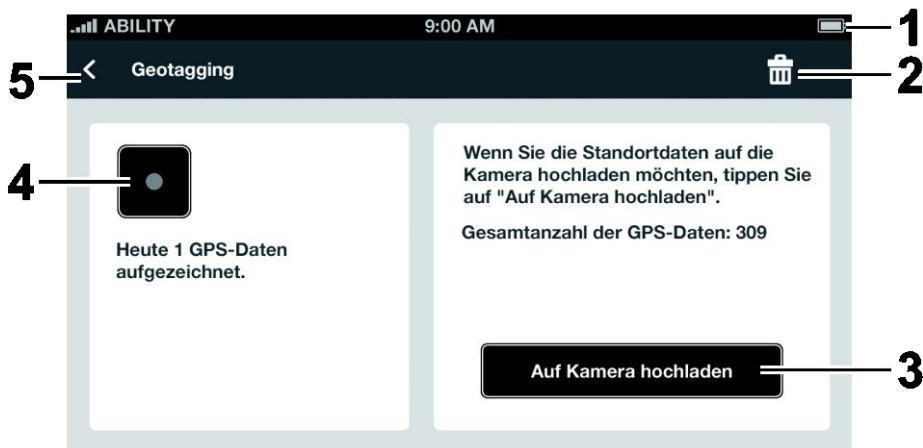 ABILITY 9:00 AM 1
5 Geotagging 2
4
Heute 1 GPS-Daten
aufgezeichnet.
Wenn Sie die Standortdaten auf die
Kamera hochladen möchten, tippen Sie
auf "Auf Kamera hochladen".
Gesamtanzahl der GPS-Daten: 309
Auf Kamera hochladen 3